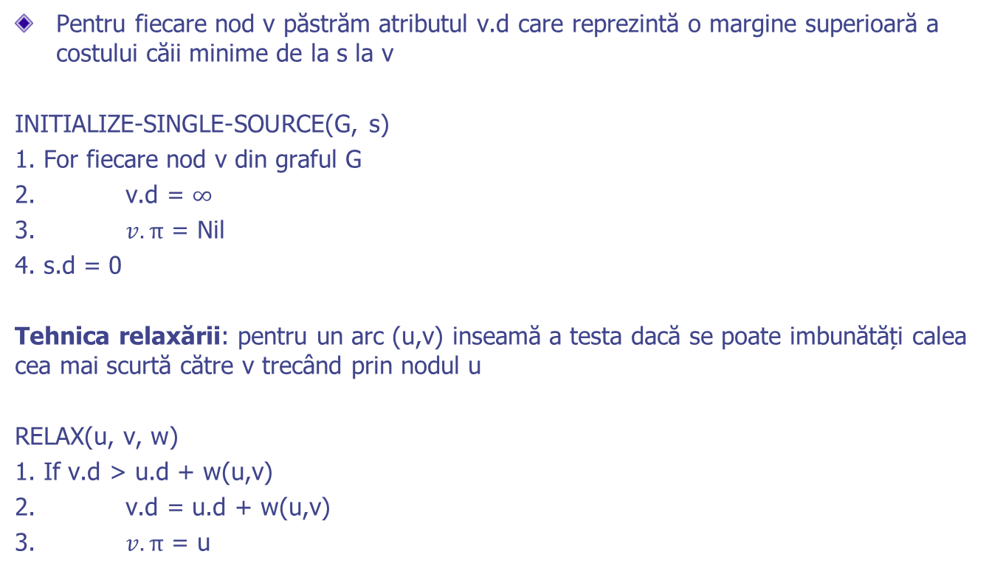 Pentru fiecare nod v păstrăm atributul v.d care reprezintă o margine superioară a
costului căii minime de la s la v
INITIALIZE-SINGLE-SOURCE(G, s)
1. For fiecare nod v din graful G
2. v.d = ∞
3. 𝑣. π = Nil
4. s.d = 0
Tehnica relaxării: pentru un arc (u,v) inseamă a testa dacă se poate imbunătăți calea
cea mai scurtă către v trecând prin nodul u
RELAX(u, v, w)
1. If v.d > u.d + w(u,v)
2. v.d = u.d + w(u,v)
3. 𝑣. π = u